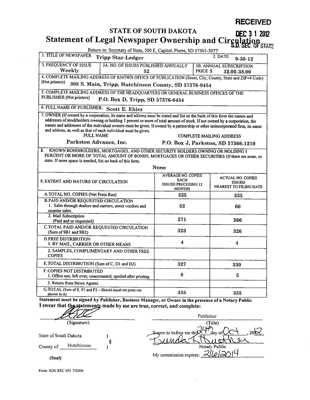 RECEIVED
DEC 31 2012
S.D. SEC OF STATE
STATE OF SOUTH DAKOTA
Statement of Legal Newspaper Ownership and Circulation
Return to: Secretary of State, 500 E. Capitol, Pierre, SD 57501-5077
1. TITLE OF NEWSPAPER Tripp Star-Ledger
2. DATE 9-30-12
3. FREQUENCY OF ISSUE Weekly
3A. NO. OF ISSUES PUBLISHED ANNUALLY 52
3B. ANNUAL SUBSCRIPTION PRICE $ 32.00-38.00
4. COMPLETE MAILING ADDRESS OF KNOWN OFFICE OF PUBLICATION (Street, City, County, State and ZIP+4 Code)
(Not printers) 308 S. Main, Tripp, Hutchinson County, SD 57376-0454
5. COMPLETE MAILING ADDRESS OF THE HEADQUARTERS OR GENERAL BUSINESS OFFICES OF THE
PUBLISHER (Not printers) P.O. Box D, Tripp, SD 57376-0454
6. FULL NAME OF PUBLISHER: Scott E. Ehler
7. OWNER (If owned by a corporation, its name and address must be stated and list on the back of this form the names and
addresses of stockholders owning or holding 1 percent or more of total amount of stock. If not owned by a corporation, the
names and addresses of the individual owners must be given. If owned by a partnership or other unincorporated firm, its name
and address, as well as that of each individual must be given.
FULL NAME COMPLETE MAILING ADDRESS
Parkston Advance, Inc. P.O. Box J, Parkston, SD 57366-1210
8. KNOWN BONDHOLDERS, MORTGAGES, AND OTHER SECURITY HOLDERS OWNING OR HOLDING 1
PERCENT OR MORE OF TOTAL AMOUNT OF BONDS, MORTGAGES OR OTHER SECURITIES (If there are none, so
state. If more space is needed, list on back of this form.
None
9. EXTENT AND NATURE OF CIRCULATION
AVERAGE NO. COPIES EACH ISSUED PRECEDING 12 MONTHS
ACTUAL NO. COPIES ISSUED NEAREST TO FILING DATE
A. TOTAL NO. COPIES (Net Press Run) 335 335
B. PAID AND/OR REQUESTED CIRCULATION
1. Sales through dealers and carriers, street vendors and counter sales. 52 60
2. Mail Subscription (Paid and or requested) 271 266
C. TOTAL PAID AND/OR REQUESTED CIRCULATION (Sum of 9B1 and 9B2) 323 326
D. FREE DISTRIBUTION
1. BY MAIL, CARRIER OR OTHER MEANS 4 4
2. SAMPLES, COMPLIMENTARY AND OTHER FREE COPIES
E. TOTAL DISTRIBUTION (Sum of C, D1 and D2) 327 330
F. COPIES NOT DISTRIBUTED
1. Office use, left over, unaccounted, spoiled after printing 8 5
2. Return from News Agents
G. TOTAL (Sum of E, F1 and F2 - Should equal net press run shown in A) 335 335
Statement must be signed by Publisher, Business Manager, or Owner in the presence of a Notary Public
I swear that the statements made by me are true, correct, and complete:
Publisher
(Signature) (Title)
State of South Dakota )
) §
County of Hutchinson )
Sworn to before me this 24th day of Oct, 2012
Notary Public
(Seal)
My commission expires: 2/6/2014
Form: SOS REC 051 7/2004